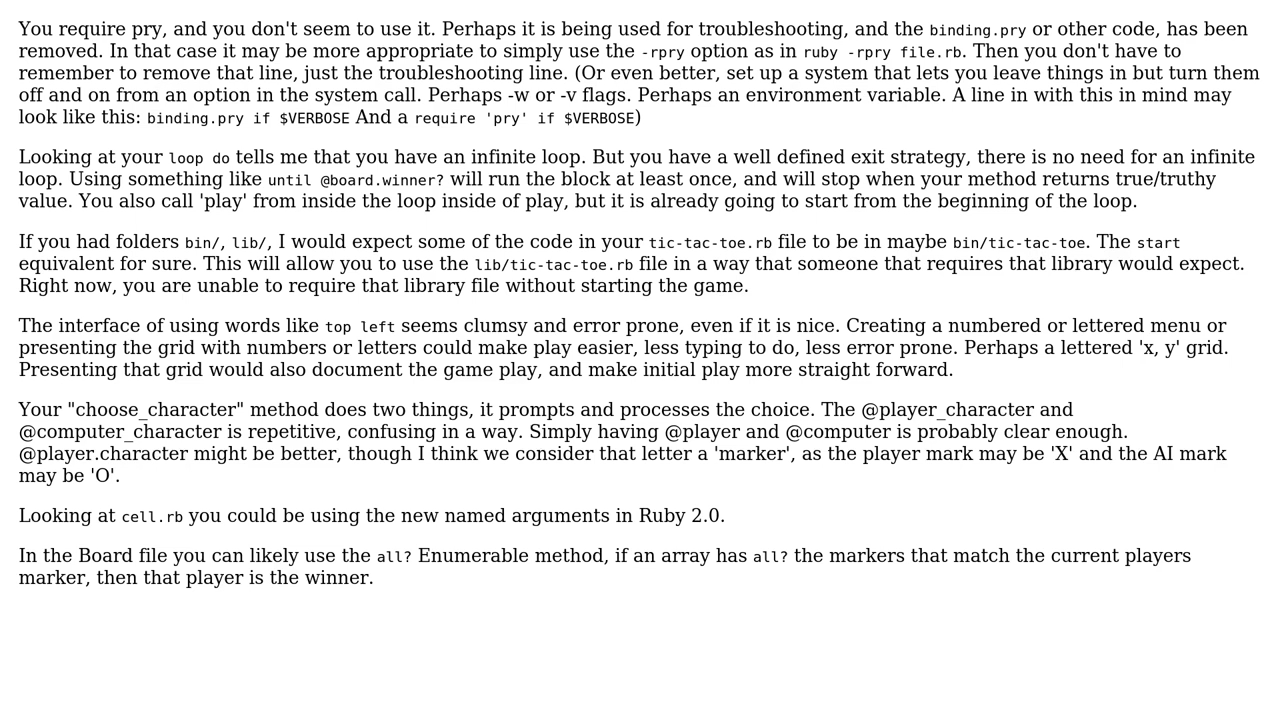 You require pry, and you don't seem to use it. Perhaps it is being used for troubleshooting, and the binding.pry or other code, has been
removed. In that case it may be more appropriate to simply use the -rpry option as in ruby -rpry file.rb. Then you don't have to
remember to remove that line, just the troubleshooting line. (Or even better, set up a system that lets you leave things in but turn them
off and on from an option in the system call. Perhaps -w or -v flags. Perhaps an environment variable. A line in with this in mind may
look like this: binding.pry if $VERBOSE And a require 'pry' if $VERBOSE)
Looking at your loop do tells me that you have an infinite loop. But you have a well defined exit strategy, there is no need for an infinite
loop. Using something like until @board.winner? will run the block at least once, and will stop when your method returns true/truthy
value. You also call 'play' from inside the loop inside of play, but it is already going to start from the beginning of the loop.
If you had folders bin/, lib/, I would expect some of the code in your tic-tac-toe.rb file to be in maybe bin/tic-tac-toe. The start
equivalent for sure. This will allow you to use the lib/tic-tac-toe.rb file in a way that someone that requires that library would expect.
Right now, you are unable to require that library file without starting the game.
The interface of using words like top left seems clumsy and error prone, even if it is nice. Creating a numbered or lettered menu or
presenting the grid with numbers or letters could make play easier, less typing to do, less error prone. Perhaps a lettered 'x, y' grid.
Presenting that grid would also document the game play, and make initial play more straight forward.
Your "choose_character" method does two things, it prompts and processes the choice. The @player_character and
@computer_character is repetitive, confusing in a way. Simply having @player and @computer is probably clear enough.
@player.character might be better, though I think we consider that letter a 'marker', as the player mark may be 'X' and the AI mark
may be 'O'.
Looking at cell.rb you could be using the new named arguments in Ruby 2.0.
In the Board file you can likely use the all? Enumerable method, if an array has all? the markers that match the current players
marker, then that player is the winner.